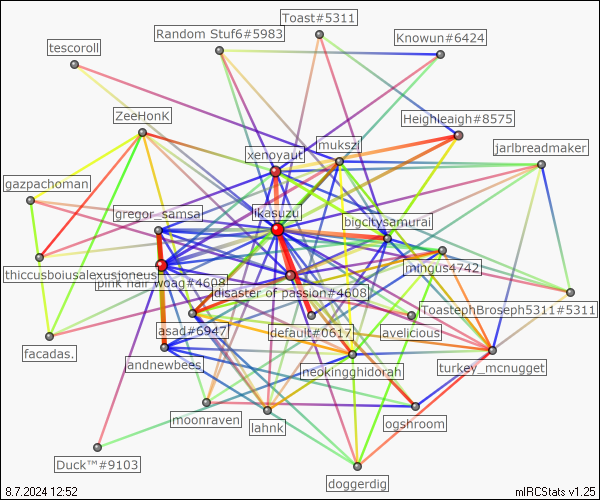 Toast#5311
Random Stuf6#5983
Knowun#6424
tescoroll
ZeeHonK
Heighleaigh#8575
mukszi
jarlbreadmaker
xenoyaut
gazpachoman
gregor_samsa
Ikasuzu
bigcitysamurai
thiccusboiusalexusjoneus
pink hair wqag#4608
mingus4742
disaster of passion#4608
ToastephBroseph5311#5311
asad#6947
default#0617
avelicious
facadas.
andnewbees
neokingghidorah
turkey_mcnugget
moonraven
lahnk
ogshroom
Duck™#9103
doggerdig
8.7.2024 12:52
mIRCStats v1.25